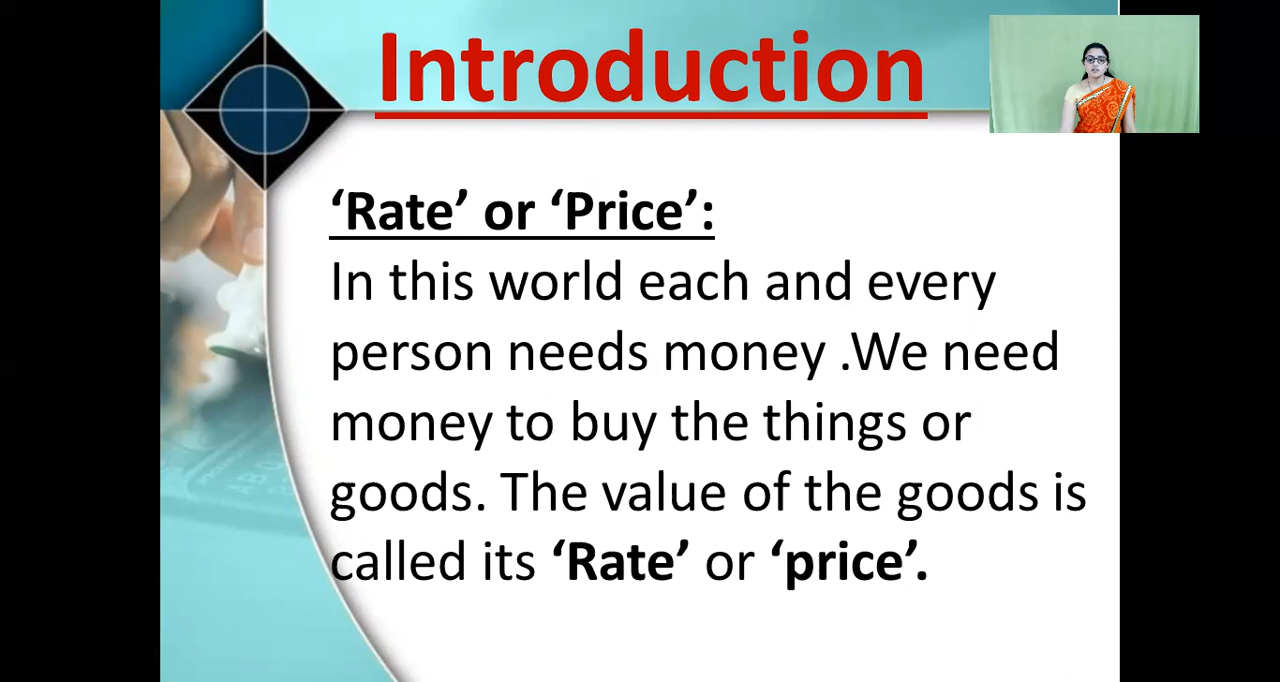 Introduction
‘Rate’ or ‘Price’:
In this world each and every
person needs money .We need
money to buy the things or
goods. The value of the goods is
called its ‘Rate’ or ‘price’.